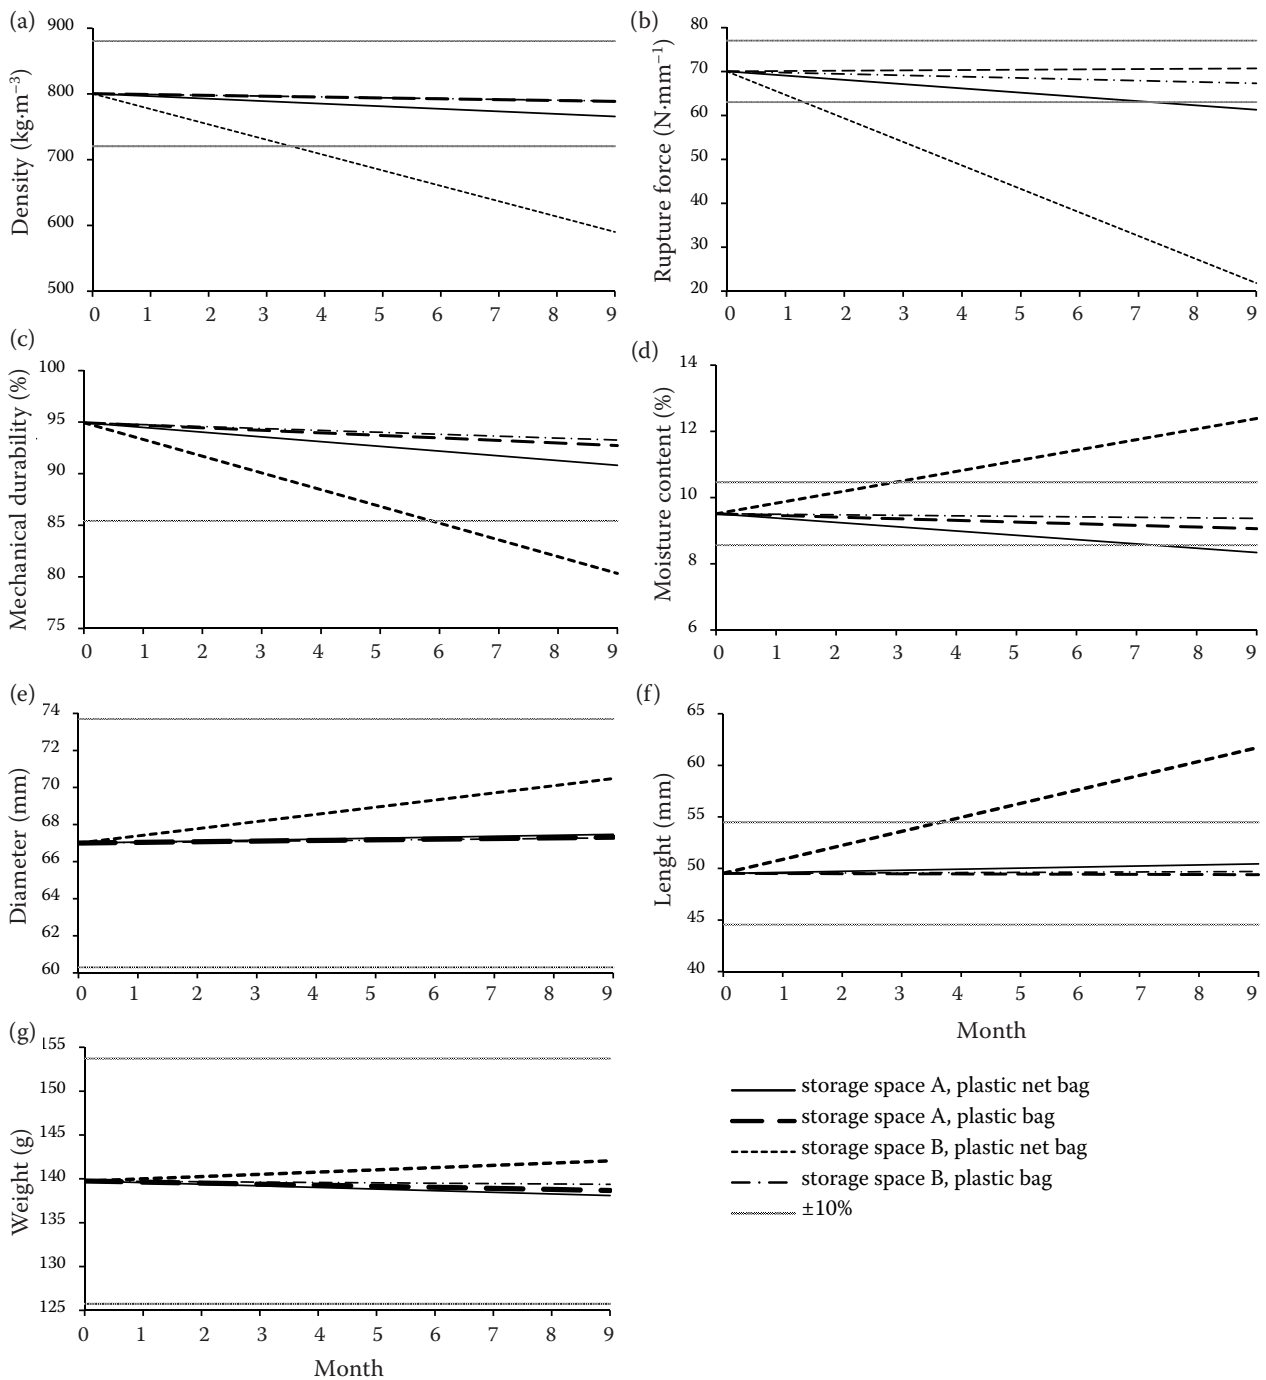 (a)
900
800
700
600
500
Density (kg·m⁻³)
0 1 2 3 4 5 6 7 8 9
(b)
80
70
60
50
40
30
20
Rupture force (N·mm⁻¹)
0 1 2 3 4 5 6 7 8 9
(c)
100
95
90
85
80
75
Mechanical durability (%)
0 1 2 3 4 5 6 7 8 9
(d)
14
12
10
8
6
Moisture content (%)
0 1 2 3 4 5 6 7 8 9
(e)
74
72
70
68
66
64
62
60
Diameter (mm)
0 1 2 3 4 5 6 7 8 9
(f)
65
60
55
50
45
40
Lenght (mm)
0 1 2 3 4 5 6 7 8 9
Month
(g)
155
150
145
140
135
130
125
Weight (g)
0 1 2 3 4 5 6 7 8 9
Month
storage space A, plastic net bag
storage space A, plastic bag
storage space B, plastic net bag
storage space B, plastic bag
±10%